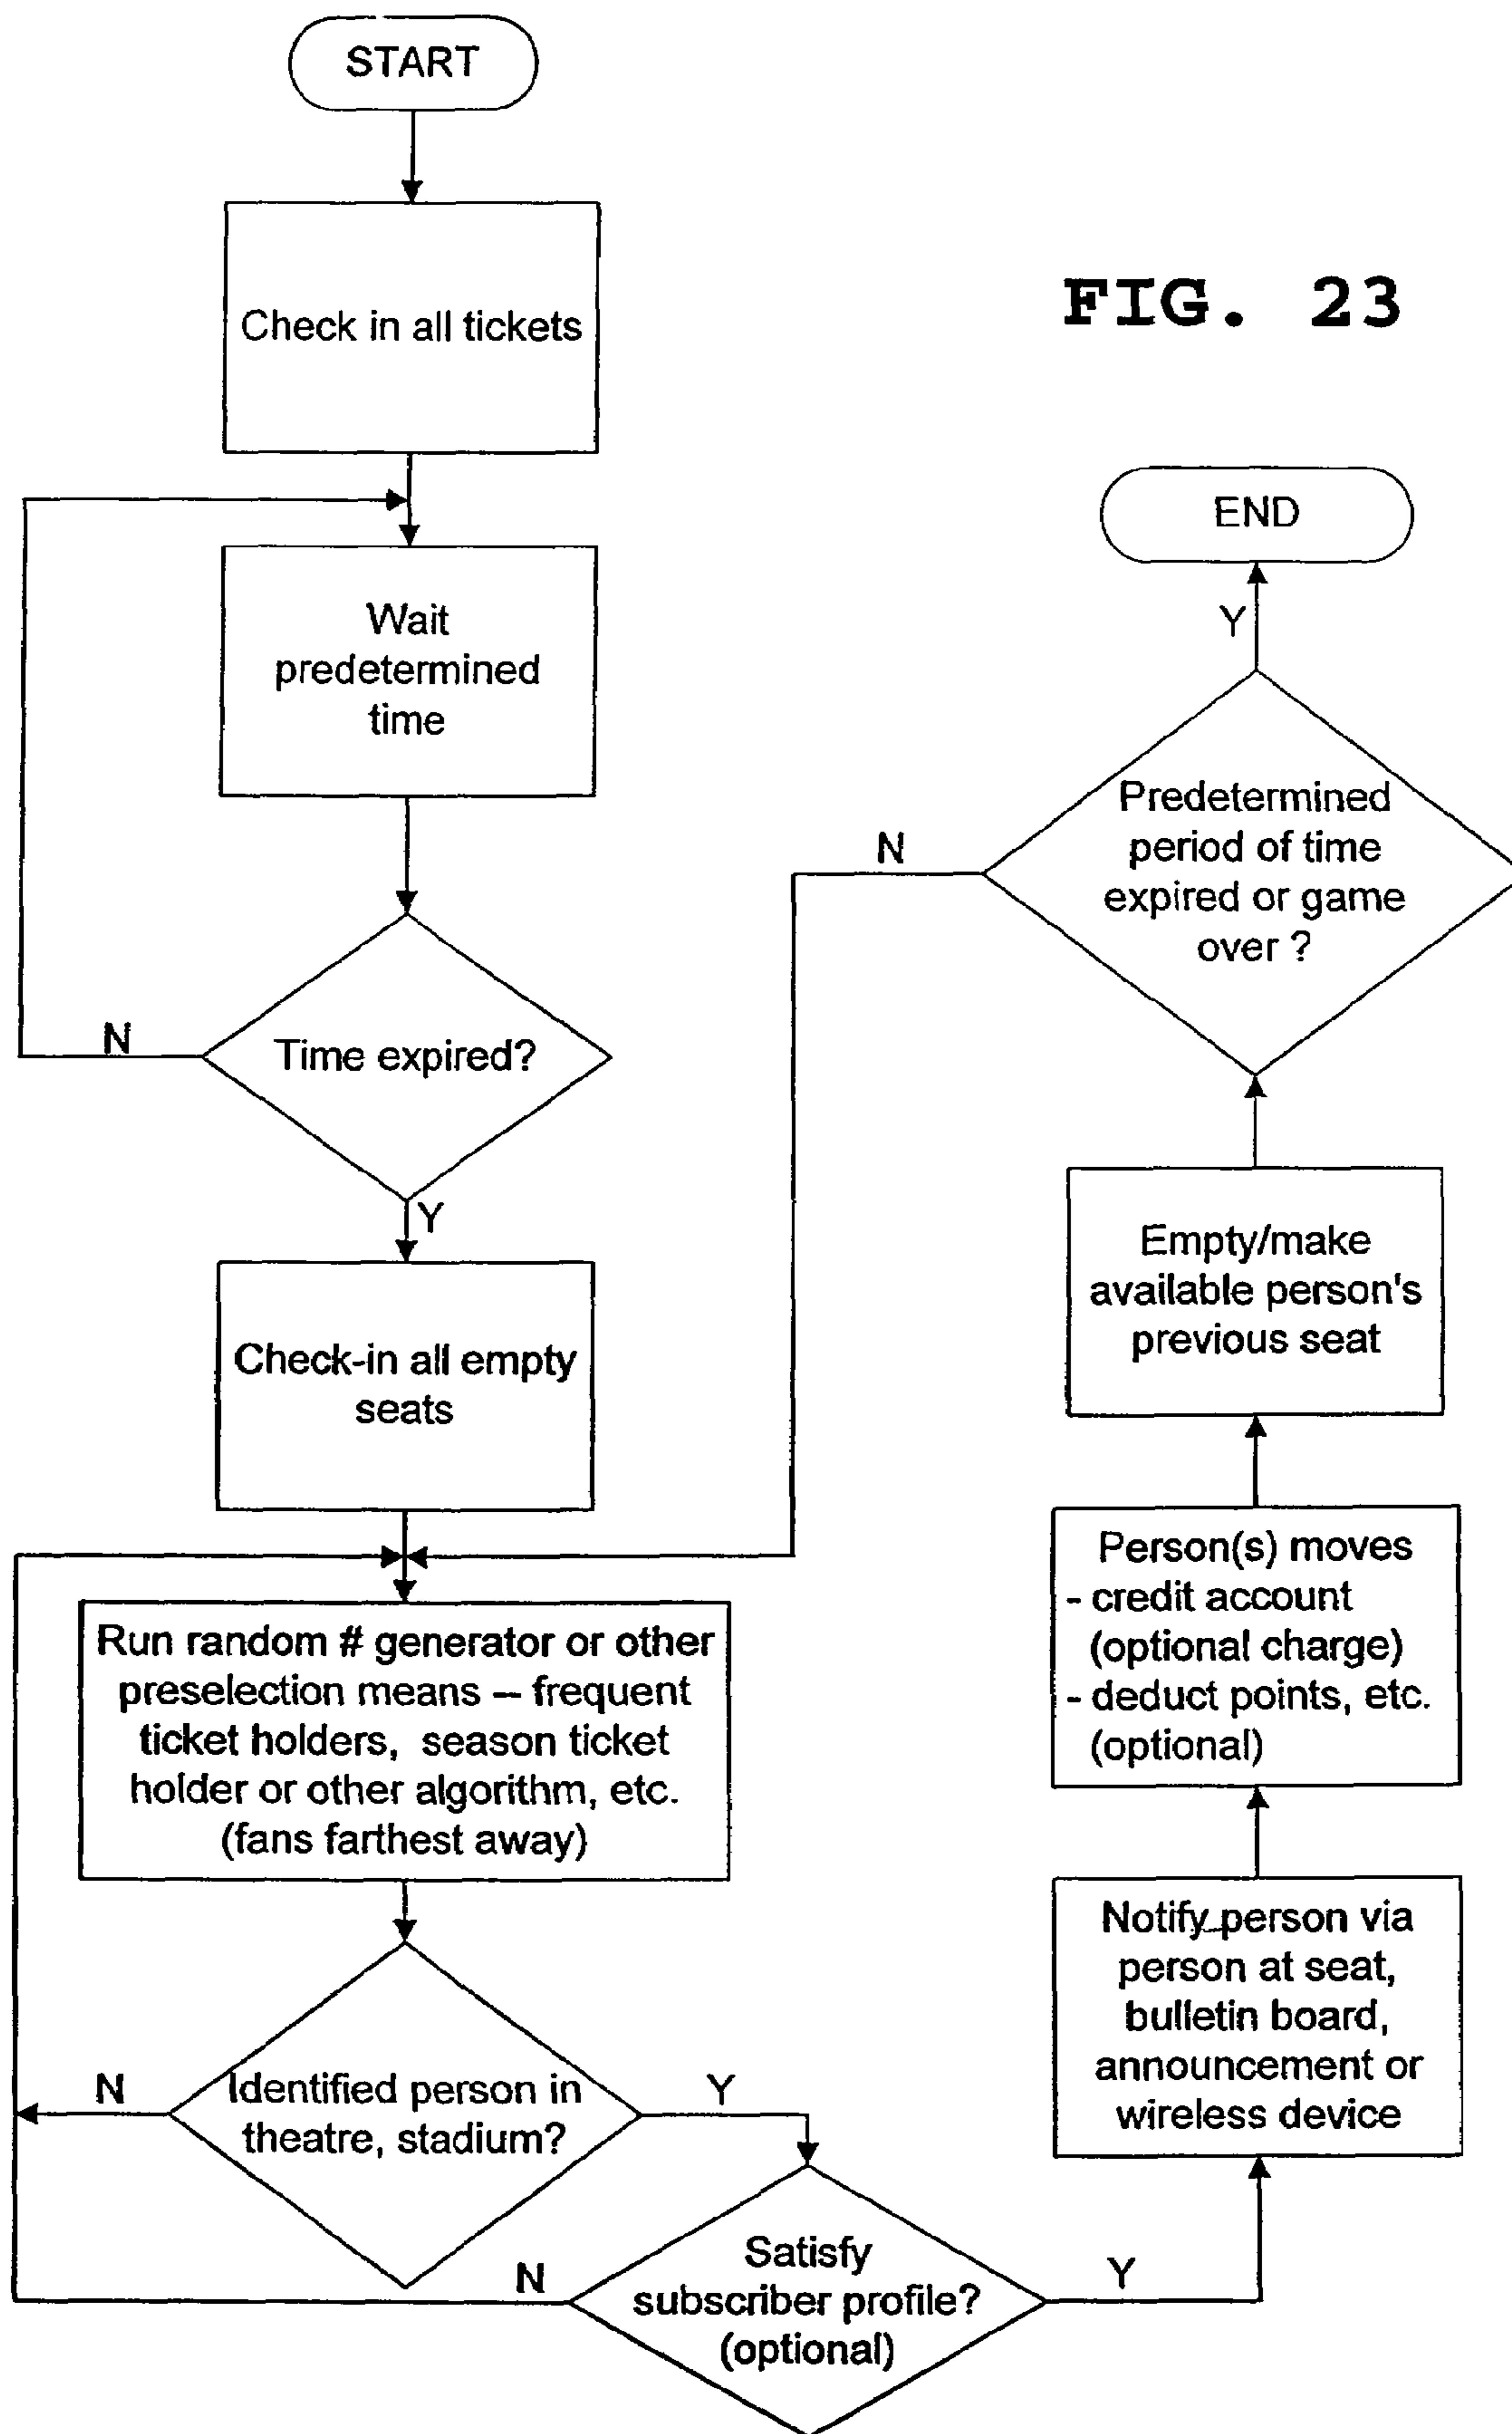 START
Check in all tickets
FIG. 23
Wait
predetermined
time
N
Time expired?
Y
Check-in all empty
seats
Run random # generator or other
preselection means – frequent
ticket holders, season ticket
holder or other algorithm, etc.
(fans farthest away)
N
Identified person in
theatre, stadium?
Y
N
Satisfy
subscriber profile?
(optional)
Y
Notify person via
person at seat,
bulletin board,
announcement or
wireless device
Person(s) moves
- credit account
(optional charge)
- deduct points, etc.
(optional)
Empty/make
available person's
previous seat
Predetermined
period of time
expired or game
over ?
N
Y
END